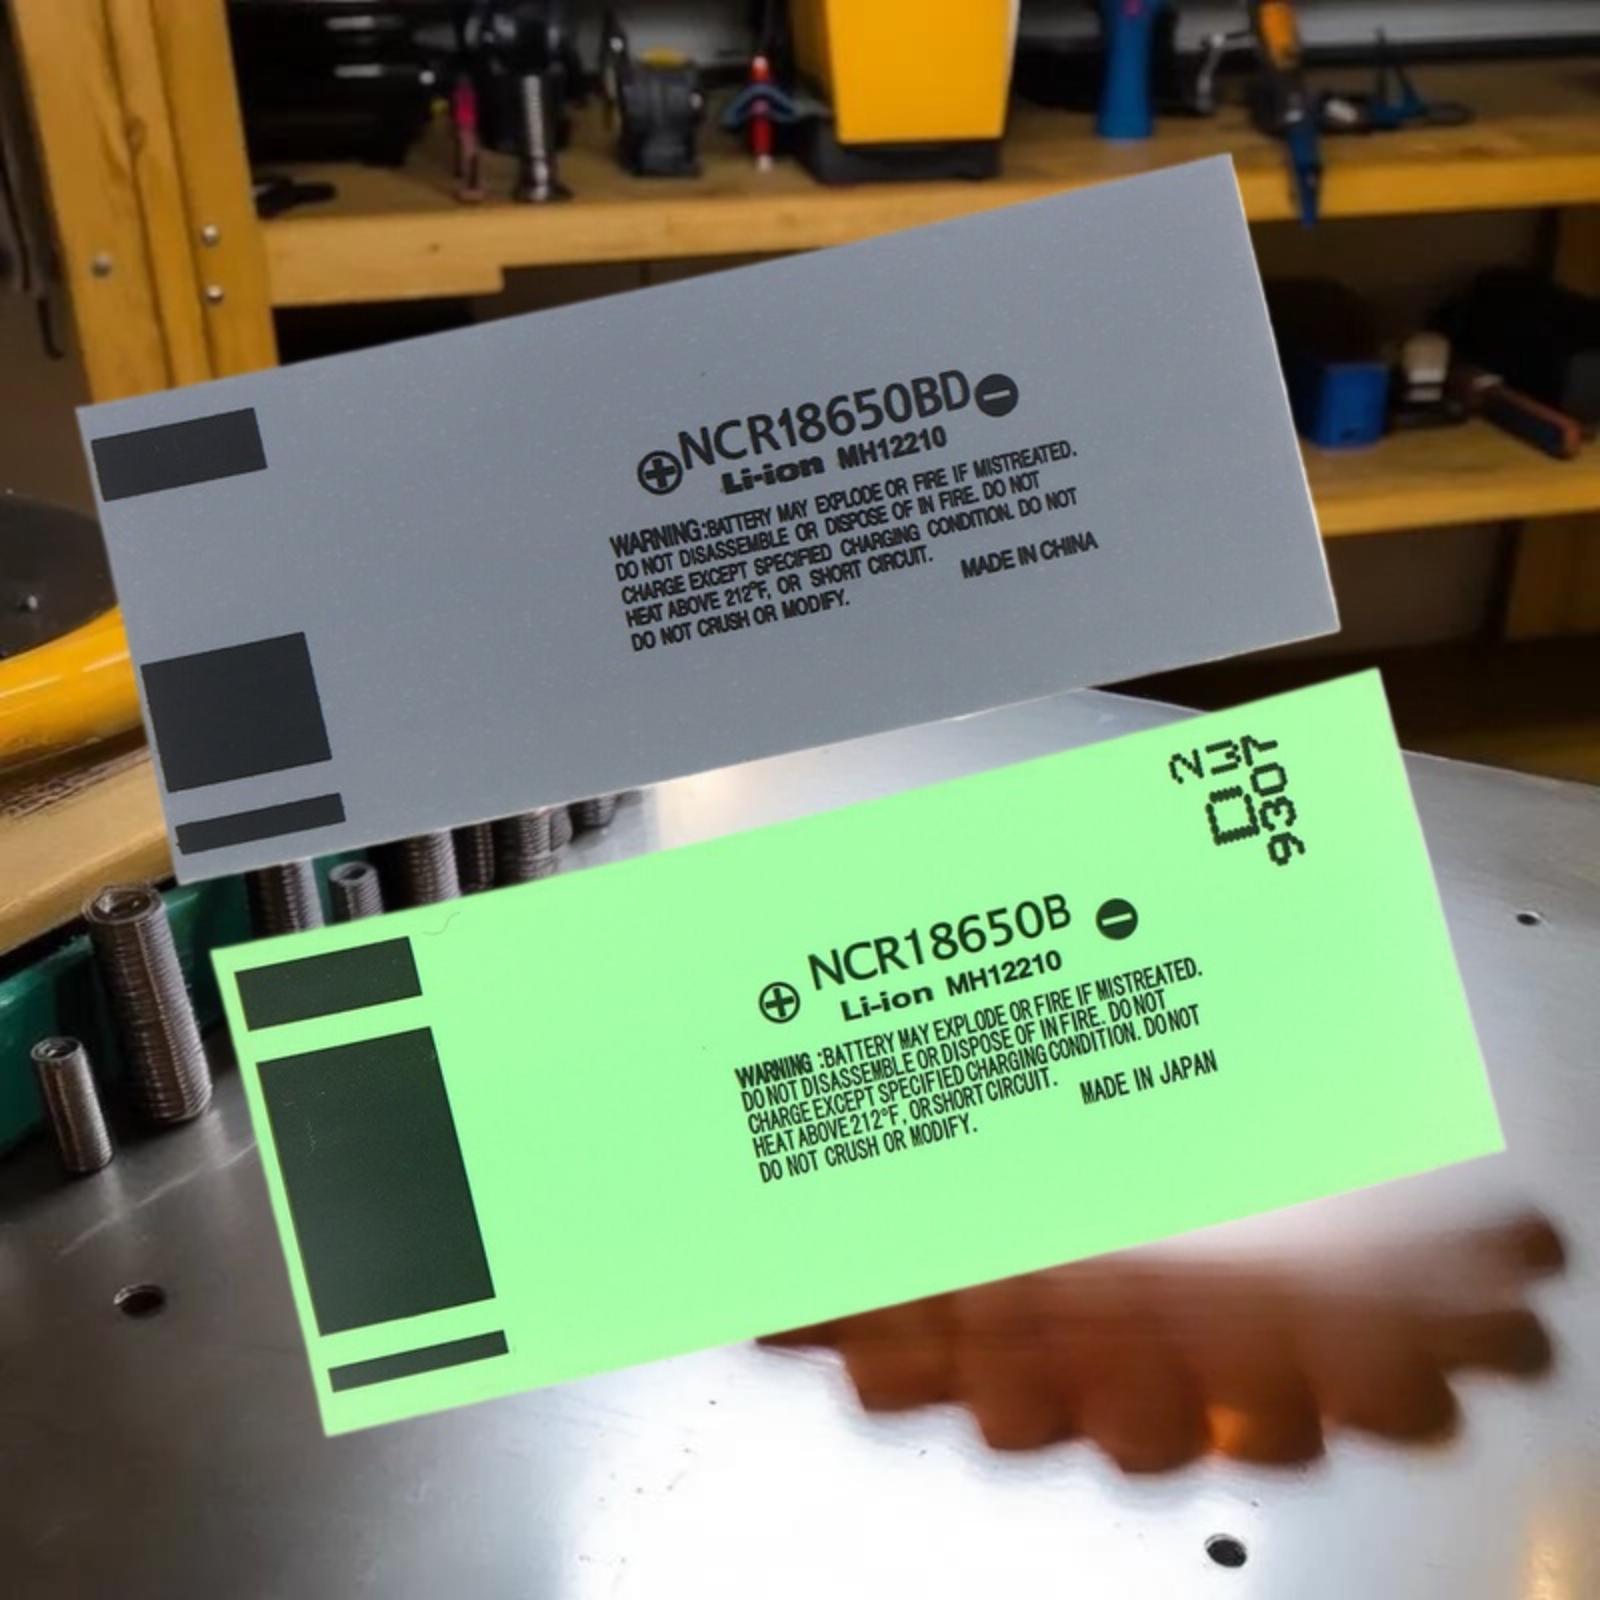 ⊕NCR18650BD⊖
Li-ion MH12210
WARNING:BATTERY MAY EXPLODE OR FIRE IF MISTREATED.
DO NOT DISASSEMBLE OR DISPOSE OF IN FIRE. DO NOT
CHARGE EXCEPT SPECIFIED CHARGING CONDITION. DO NOT
HEAT ABOVE 212°F, OR SHORT CIRCUIT.
DO NOT CRUSH OR MODIFY.
MADE IN CHINA
2
3
9307
⊕ NCR18650B ⊖
Li-ion MH12210
WARNING :BATTERY MAY EXPLODE OR FIRE IF MISTREATED.
DO NOT DISASSEMBLE OR DISPOSE OF IN FIRE. DO NOT
CHARGE EXCEPT SPECIFIED CHARGING CONDITION. DO NOT
HEAT ABOVE 212°F, OR SHORT CIRCUIT.
DO NOT CRUSH OR MODIFY.
MADE IN JAPAN